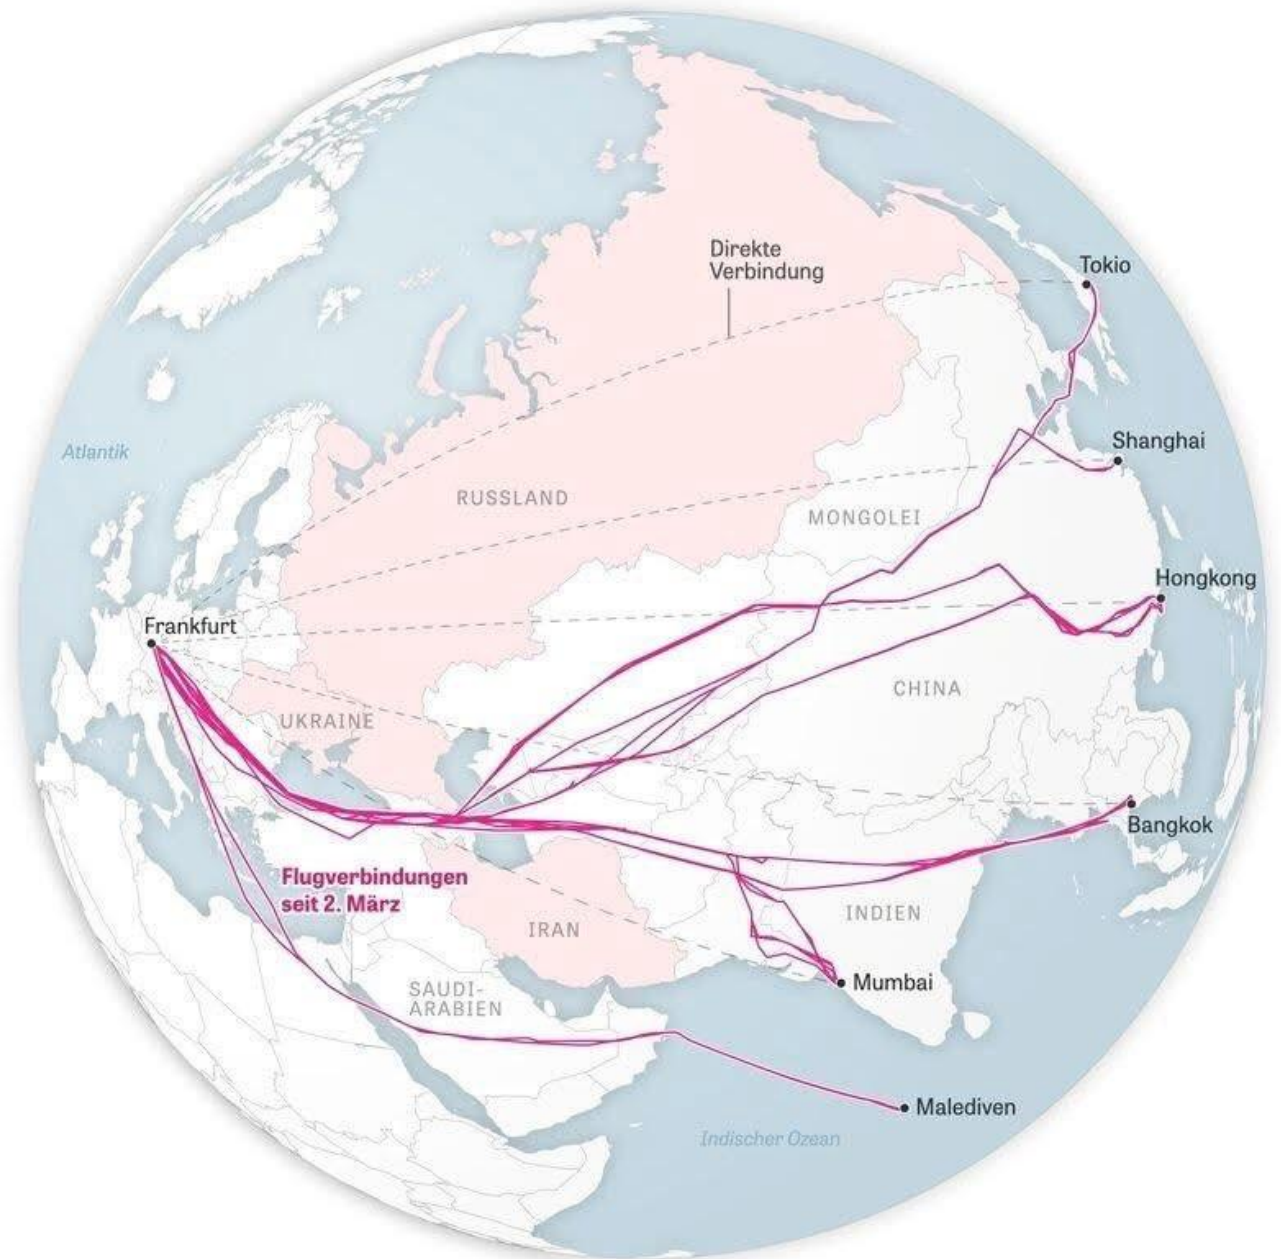 Direkte
Verbindung
Tokio
Atlantik
Shanghai
RUSSLAND
MONGOLEI
Hongkong
Frankfurt
CHINA
UKRAINE
Bangkok
Flugverbindungen
seit 2. März
INDIEN
IRAN
Mumbai
SAUDI-
ARABIEN
Malediven
Indischer Ozean